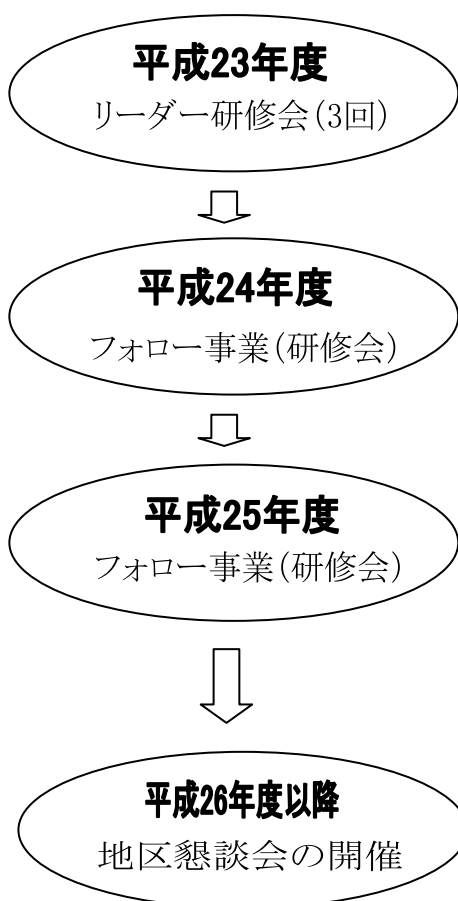 平成23年度
リーダー研修会(3回)
平成24年度
フォロー事業(研修会)
平成25年度
フォロー事業(研修会)
平成26年度以降
地区懇談会の開催